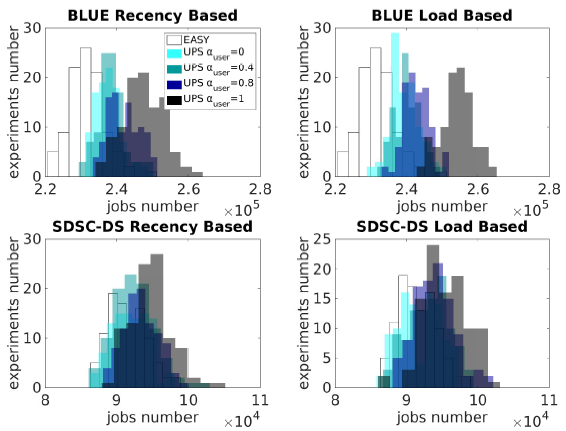 BLUE Recency Based
BLUE Load Based
30
20
10
0
experiments number
EASY
UPS α_user=0
UPS α_user=0.4
UPS α_user=0.8
UPS α_user=1
2.2 2.4 2.6 2.8
jobs number ×10^5
30
20
10
0
experiments number
2.2 2.4 2.6 2.8
jobs number ×10^5
SDSC-DS Recency Based
SDSC-DS Load Based
30
20
10
0
experiments number
8 9 10 11
jobs number ×10^4
25
20
15
10
5
0
experiments number
8 9 10 11
jobs number ×10^4